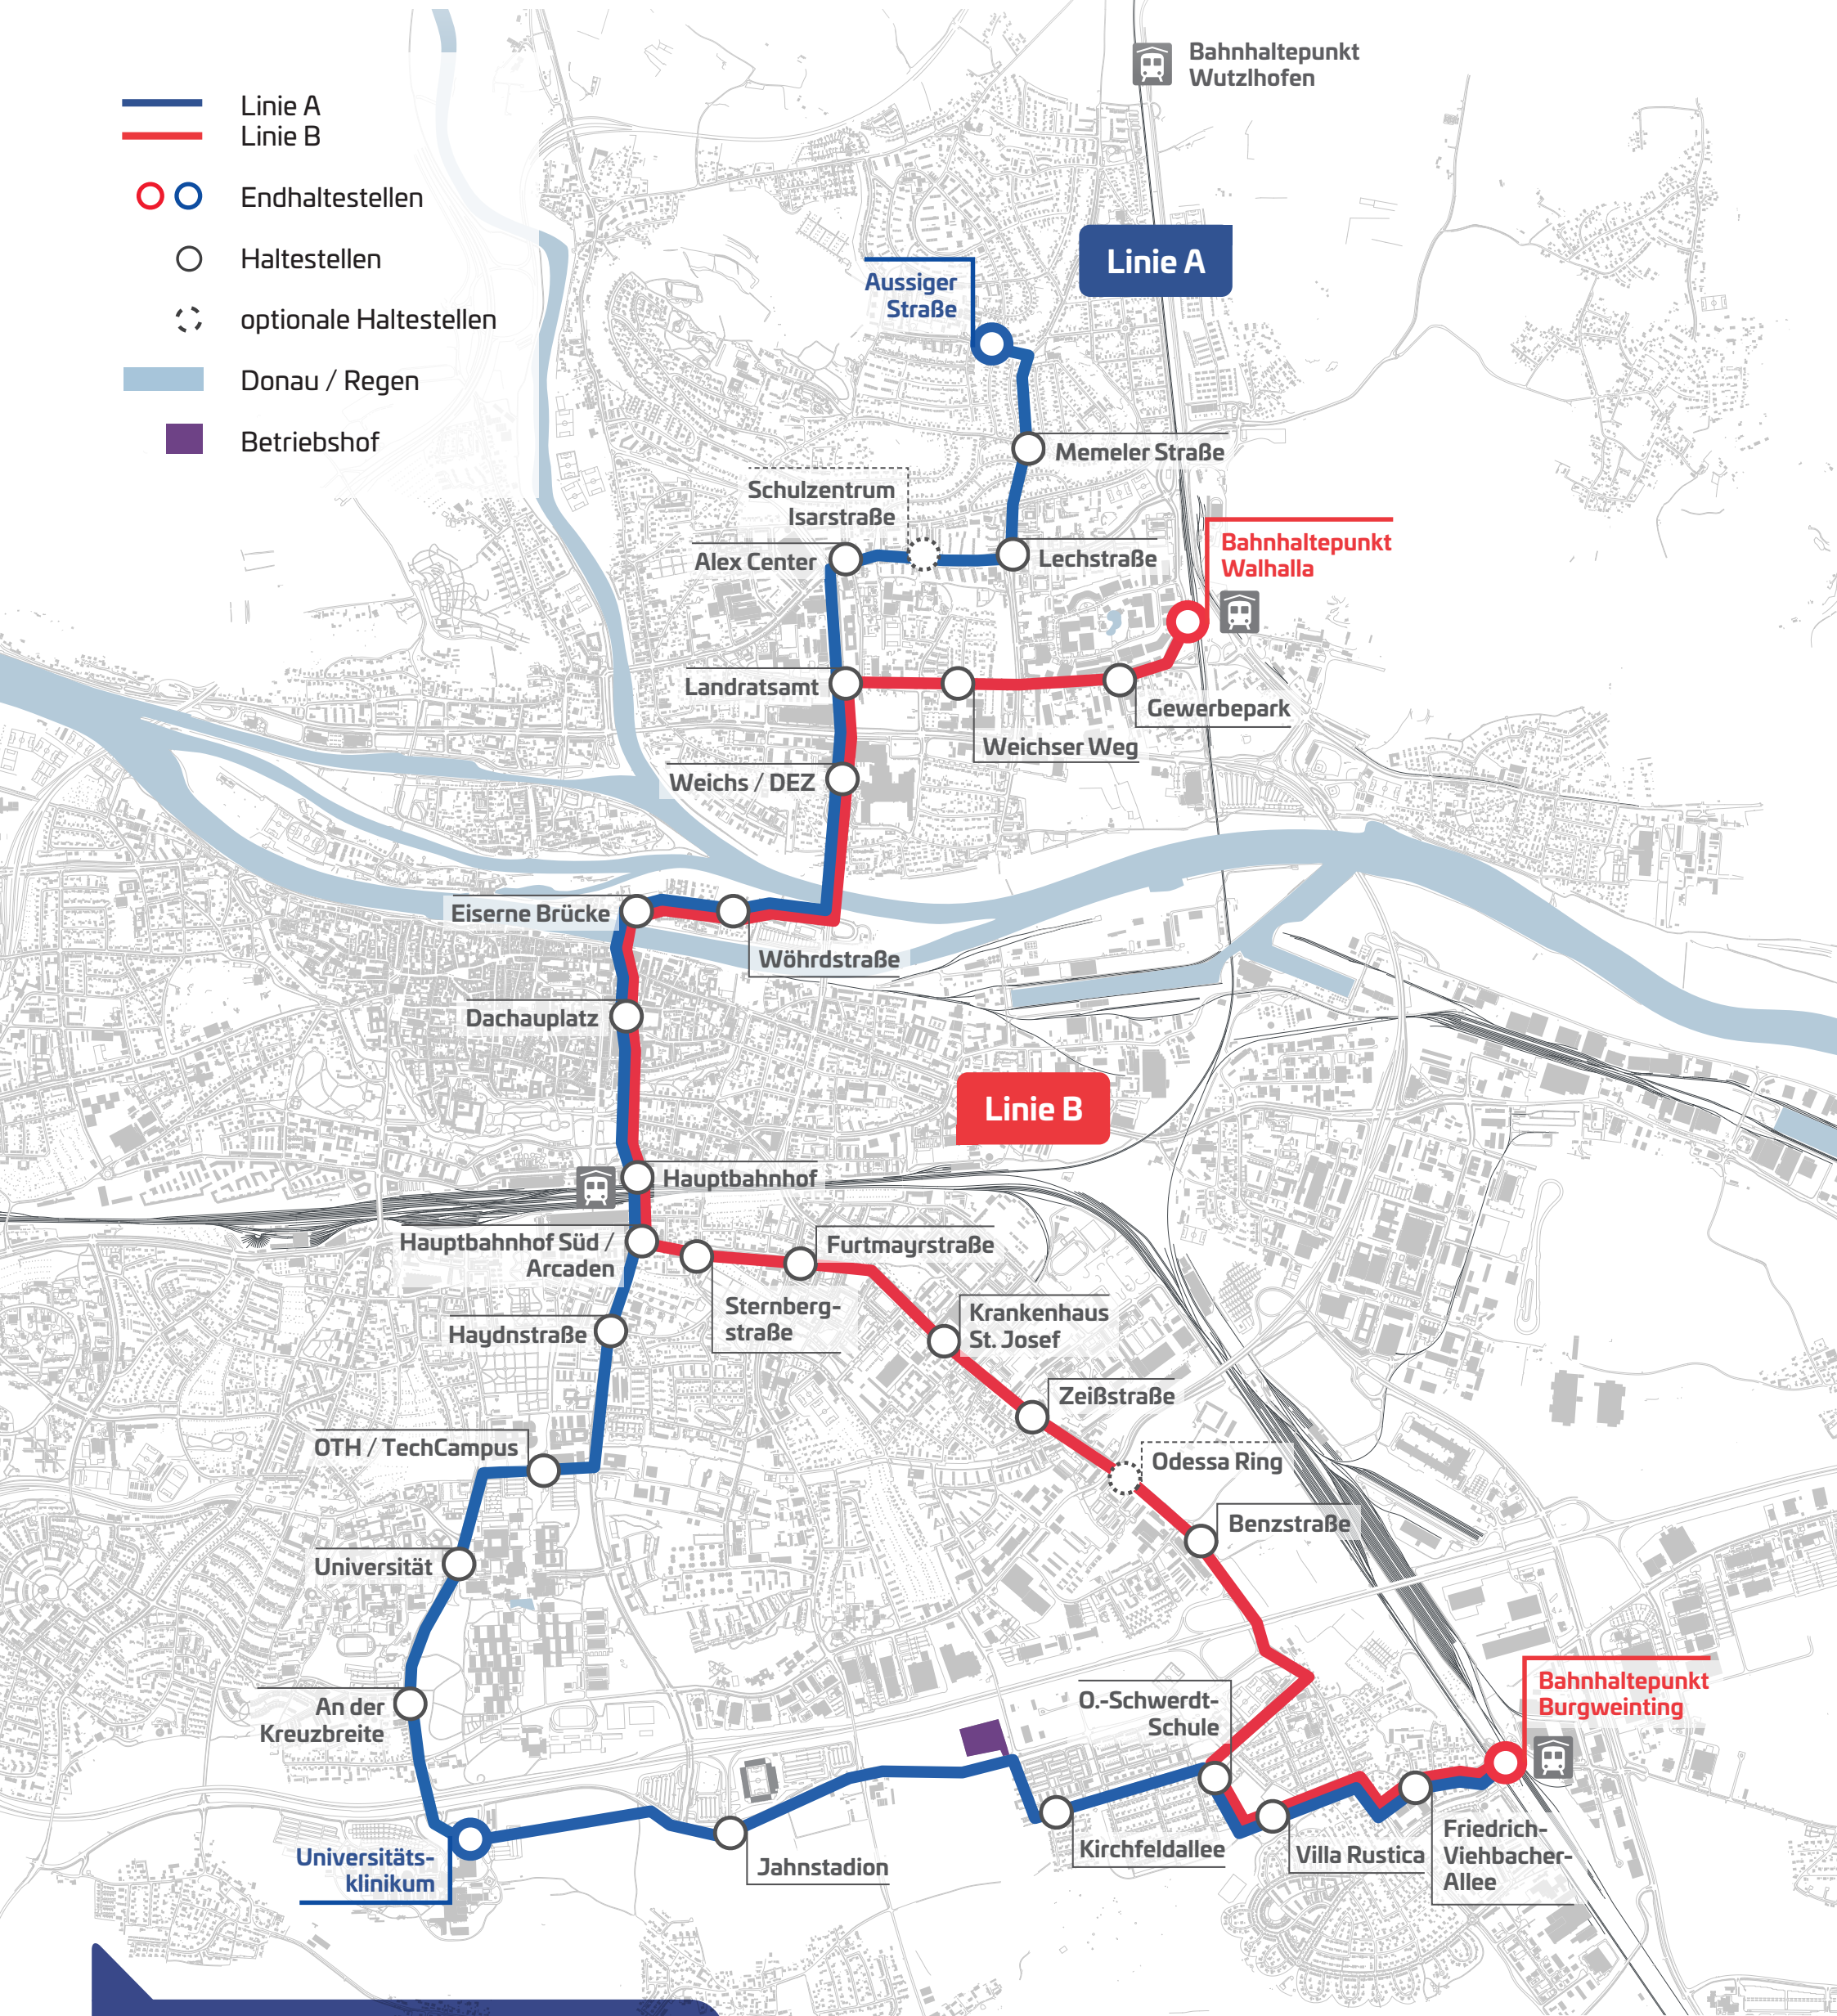 Bahnhaltepunkt
Wutzlhofen
Linie A
Linie B
Endhaltestellen
Haltestellen
optionale Haltestellen
Donau / Regen
Betriebshof
Linie A
Aussiger
Straße
Memeler Straße
Schulzentrum
Isarstraße
Alex Center
Lechstraße
Bahnhaltepunkt
Walhalla
Landratsamt
Gewerbepark
Weichser Weg
Weichs / DEZ
Eiserne Brücke
Wöhrdstraße
Dachauplatz
Linie B
Hauptbahnhof
Hauptbahnhof Süd /
Arcaden
Furtmayrstraße
Sternberg-
straße
Krankenhaus
St. Josef
Haydnstraße
Zeißstraße
OTH / TechCampus
Odessa Ring
Benzstraße
Universität
An der
Kreuzbreite
O.-Schwerdt-
Schule
Bahnhaltepunkt
Burgweinting
Universitäts-
klinikum
Jahnstadion
Kirchfeldallee
Villa Rustica
Friedrich-
Viehbacher-
Allee